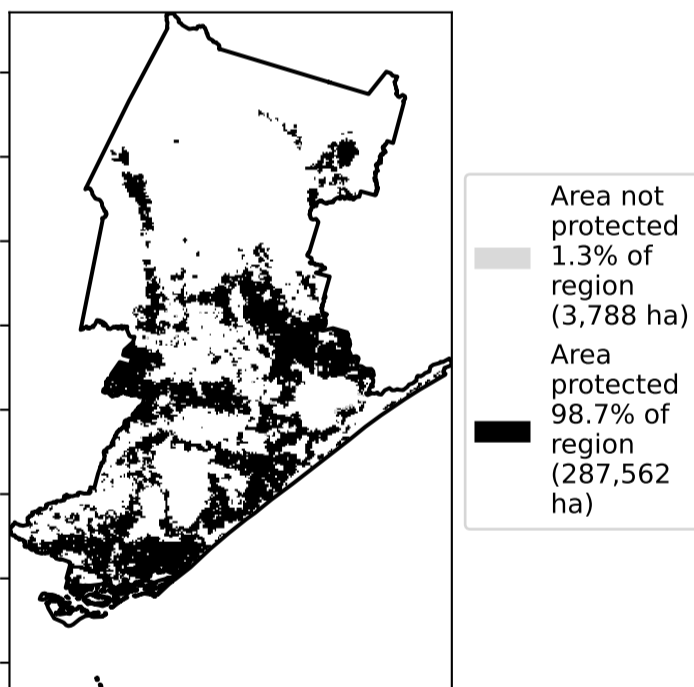 Area not
protected
1.3% of
region
(3,788 ha)
Area
protected
98.7% of
region
(287,562
ha)